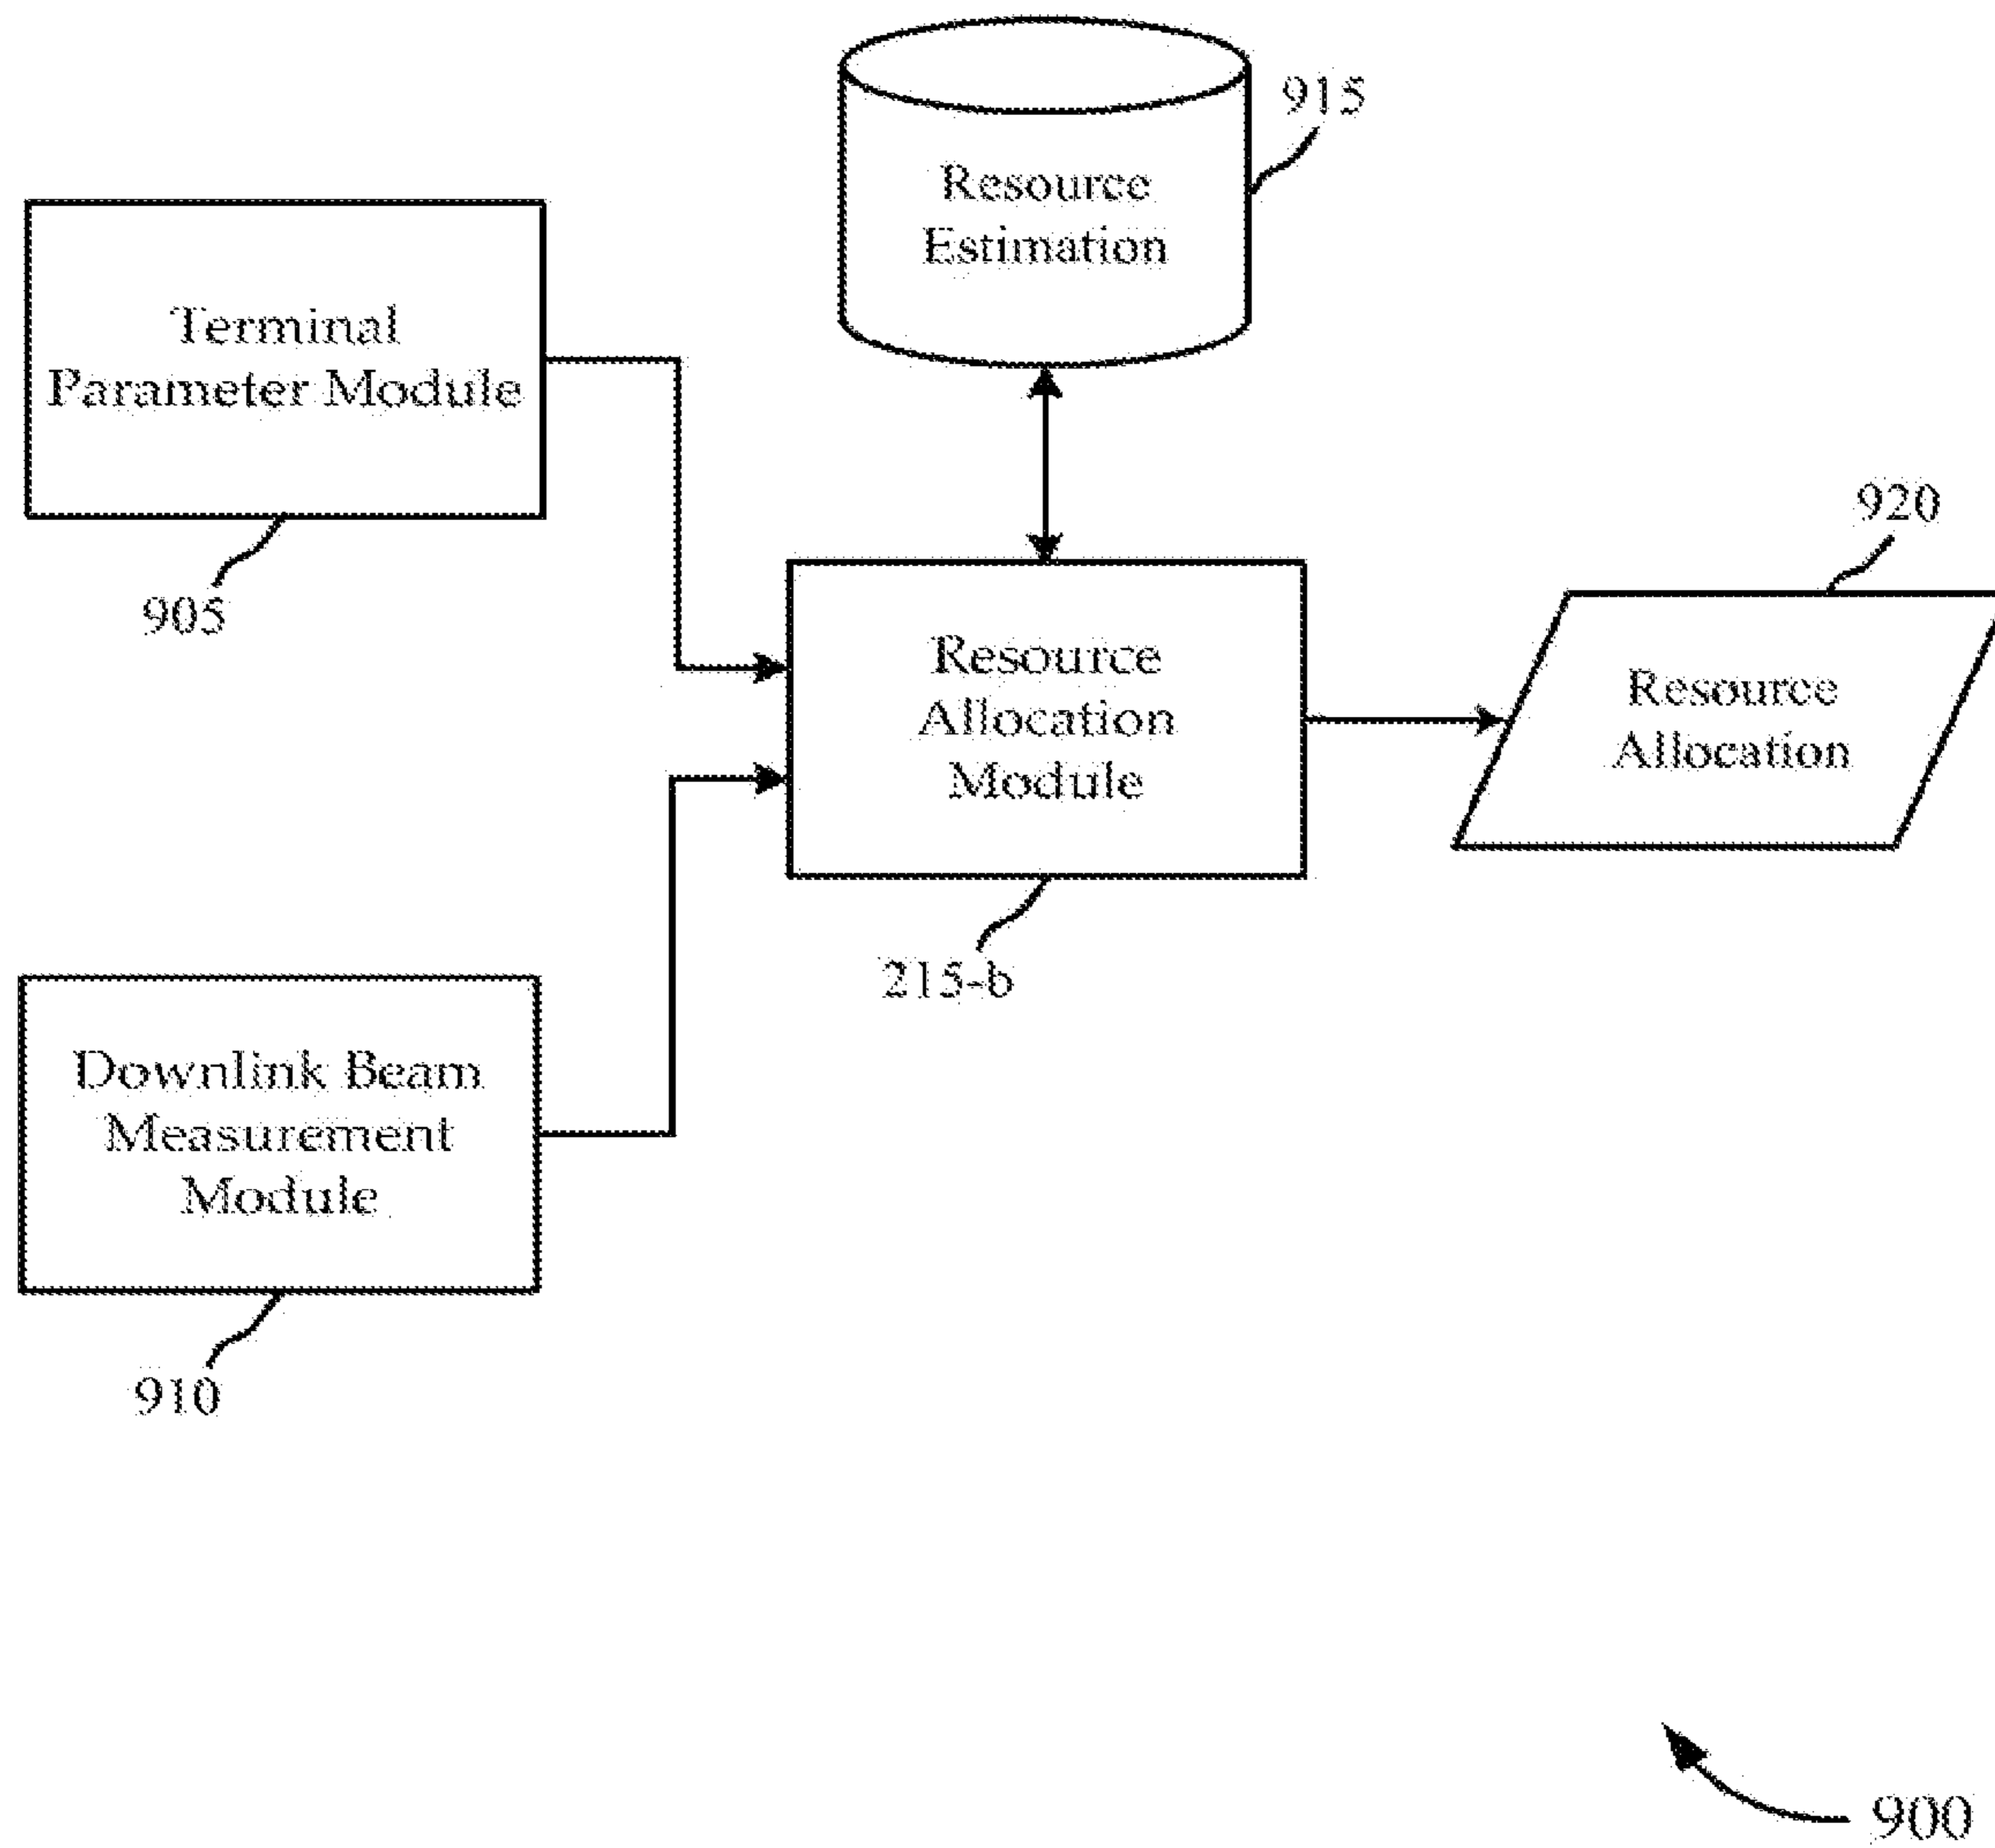 915
Resource
Estimation
Terminal
Parameter Module
905
920
Resource
Allocation
Module
215-b
Resource
Allocation
Downlink Beam
Measurement
Module
910
900